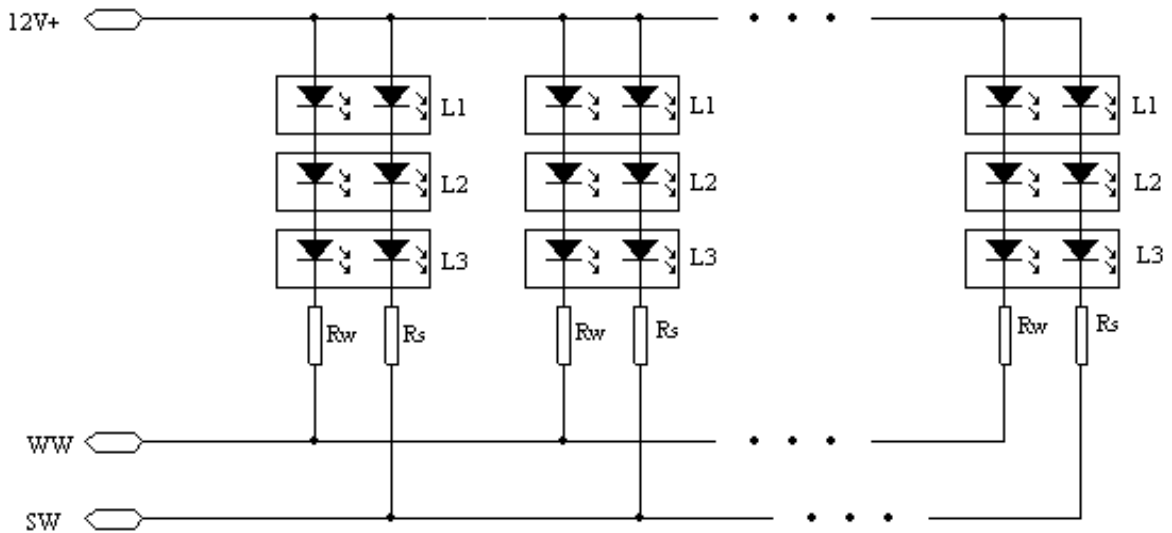 12V+
L1 L1 L1
L2 L2 L2
L3 L3 L3
Rw Rs Rw Rs Rw Rs
WW
SW